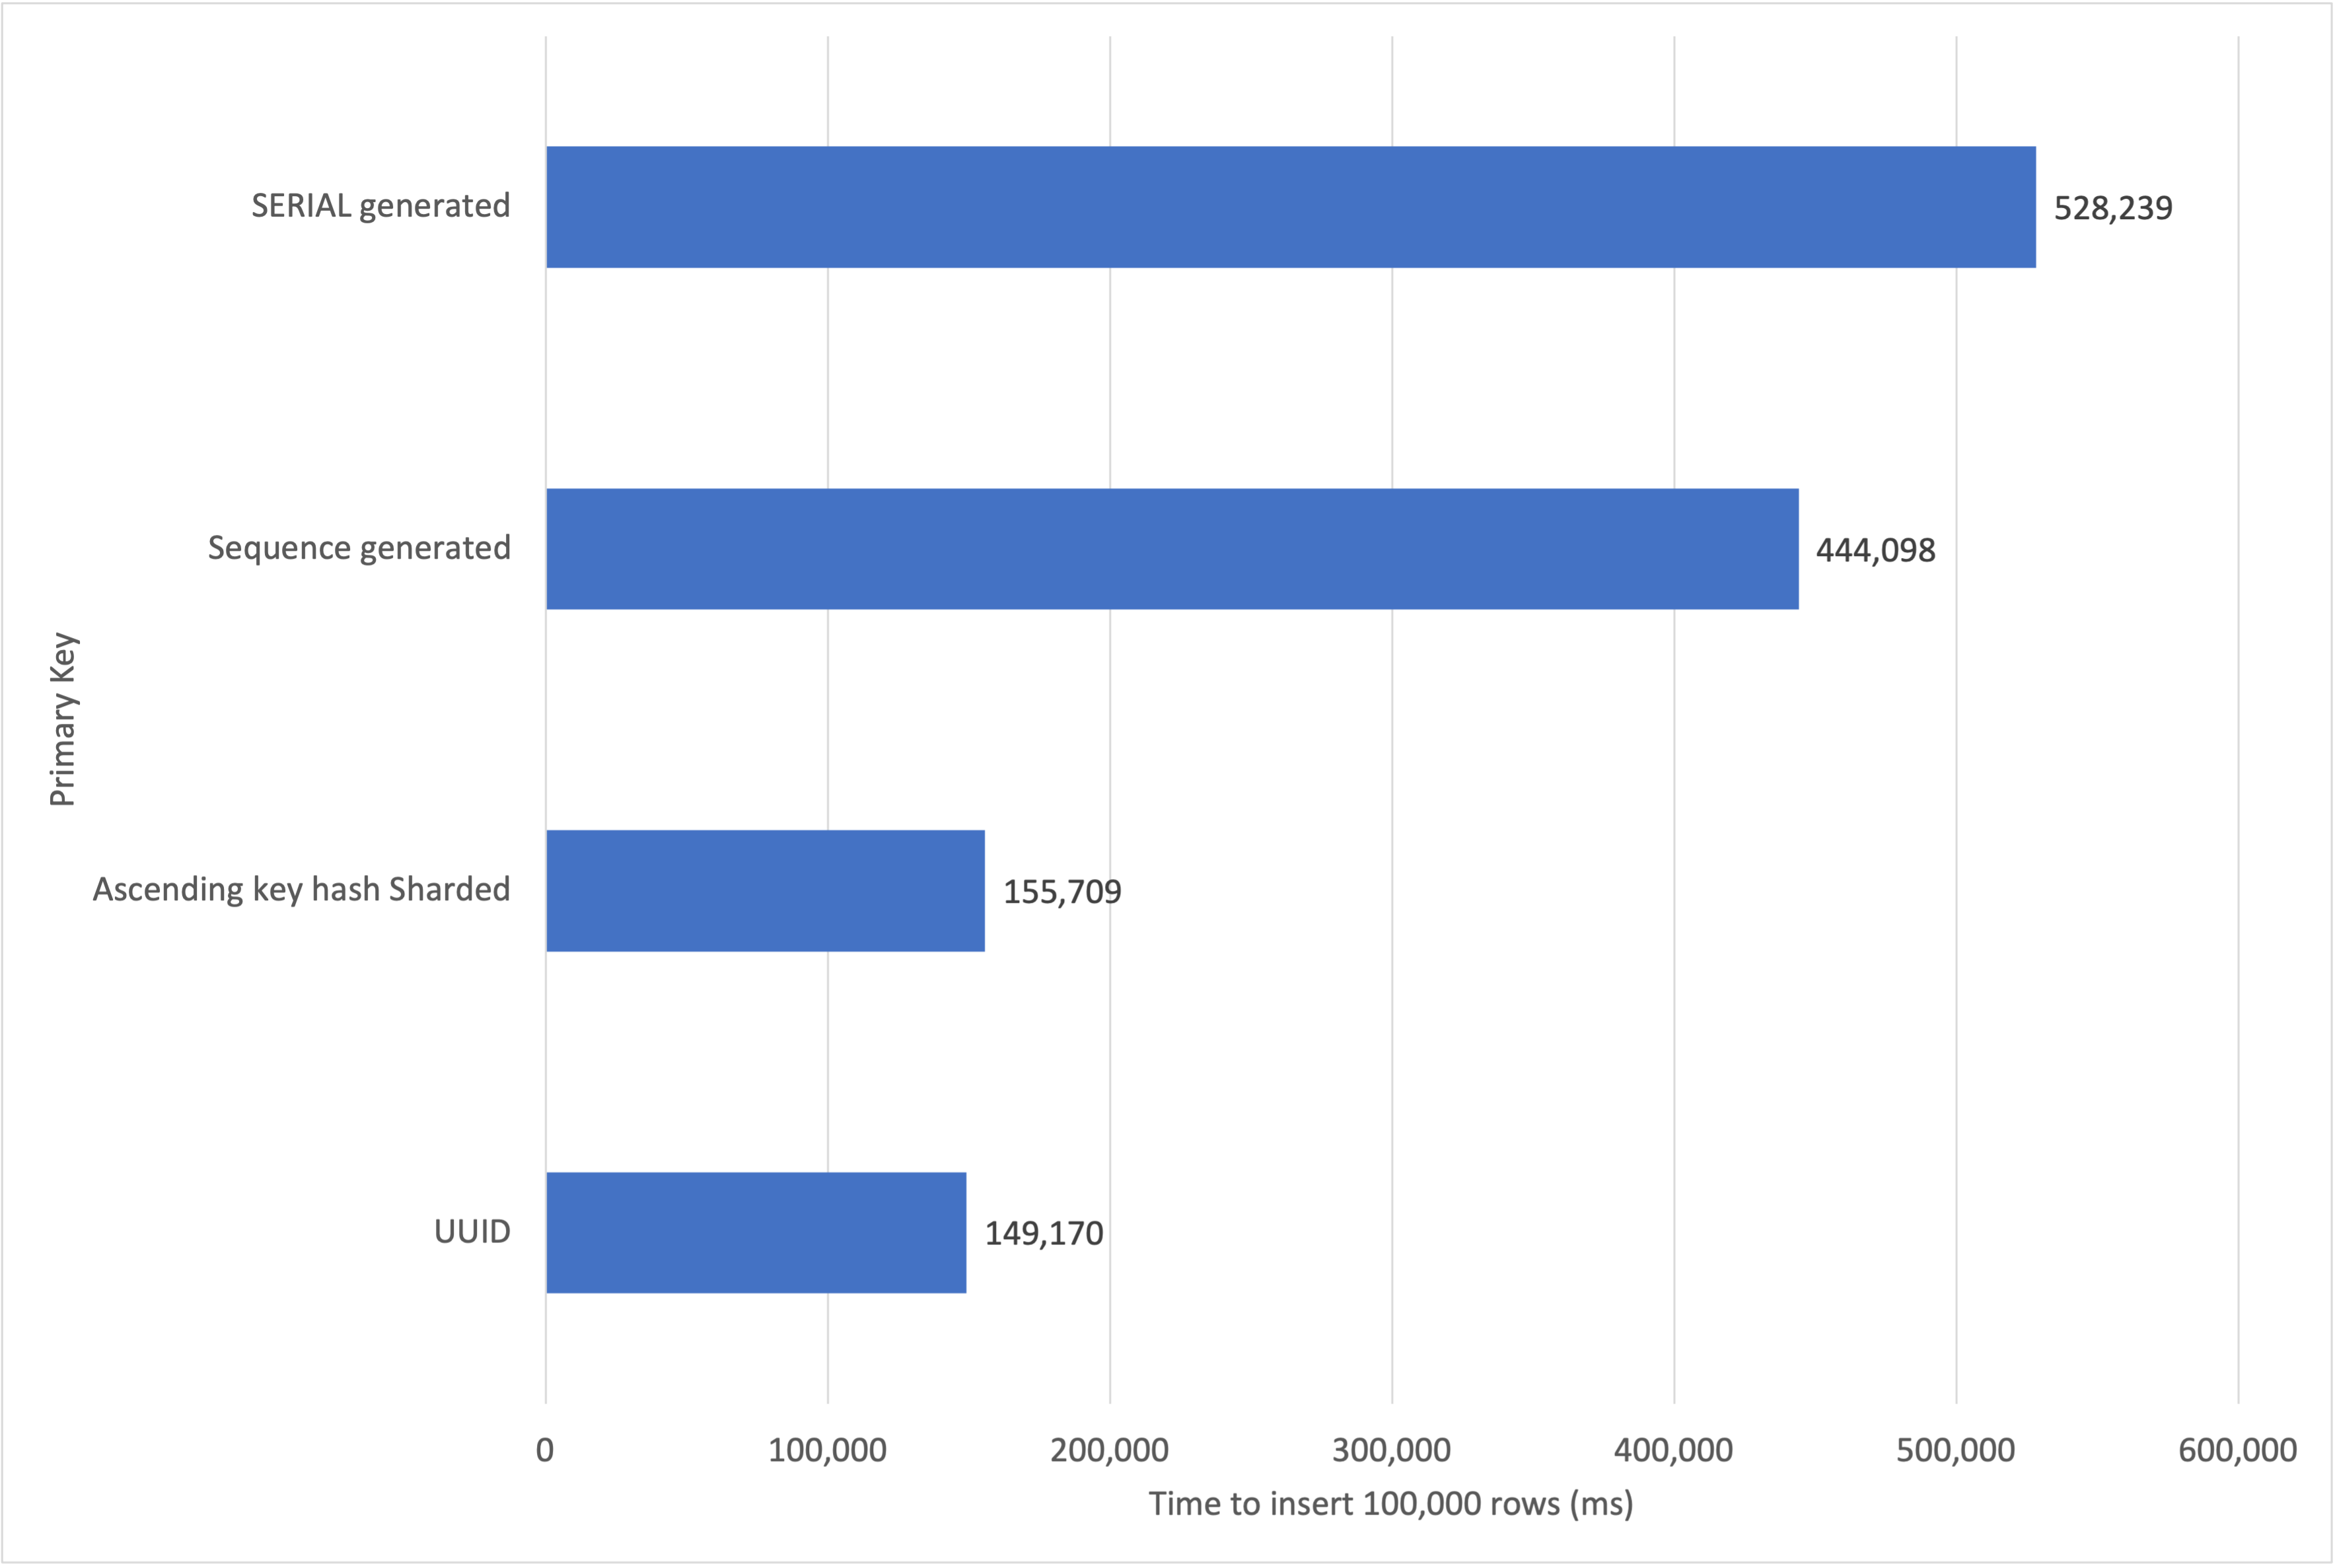 SERIAL generated
528,239
Sequnce generated
444,098
Primary Key
Ascending key hash Sharded
155,709
UUID
149,170
0 100,000 200,000 300,000 400,000 500,000 600,000
Time to insert 100,000 rows (ms)